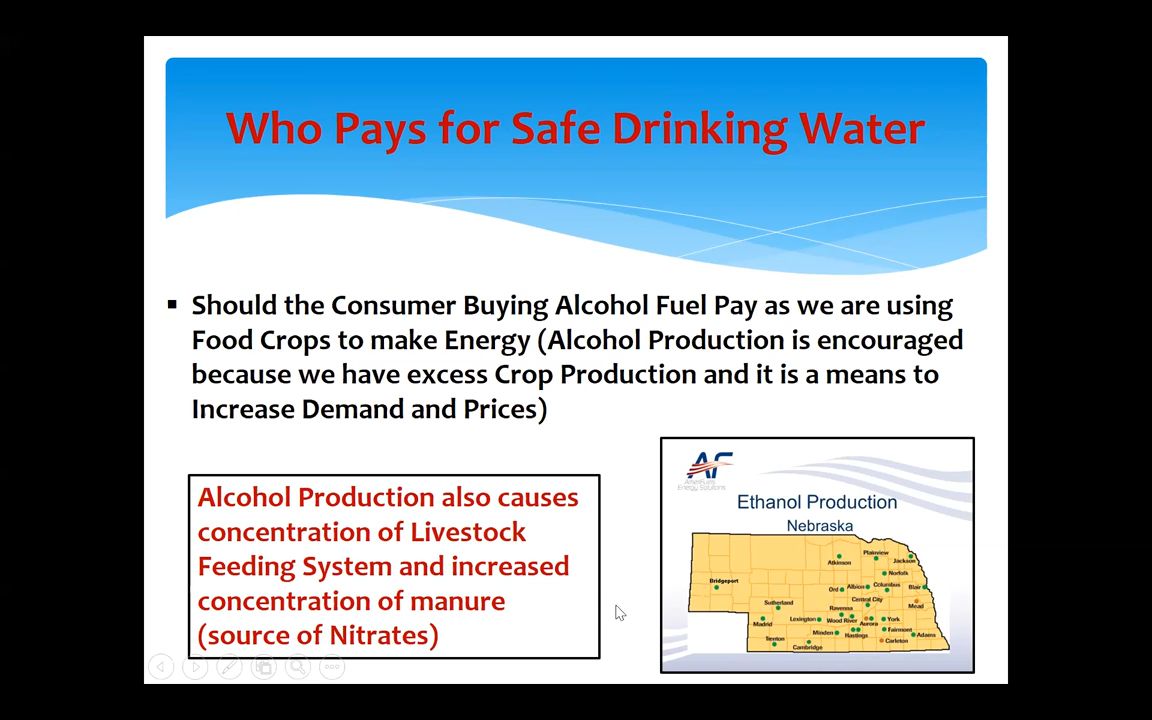 Who Pays for Safe Drinking Water
▪ Should the Consumer Buying Alcohol Fuel Pay as we are using
Food Crops to make Energy (Alcohol Production is encouraged
because we have excess Crop Production and it is a means to
Increase Demand and Prices)
Alcohol Production also causes
concentration of Livestock
Feeding System and increased
concentration of manure
(source of Nitrates)
AF
Energy Solutions
Ethanol Production
Nebraska
Plainview
Atkinson
Jackson
Bridgeport
Norfolk
Ord
Albion
Columbus
Blair
Central City
Sutherland
Ravenna
Mead
Madrid
Lexington
Wood River
Aurora
York
Minden
Hastings
Fairmont
Trenton
Adams
Carleton
Cambridge